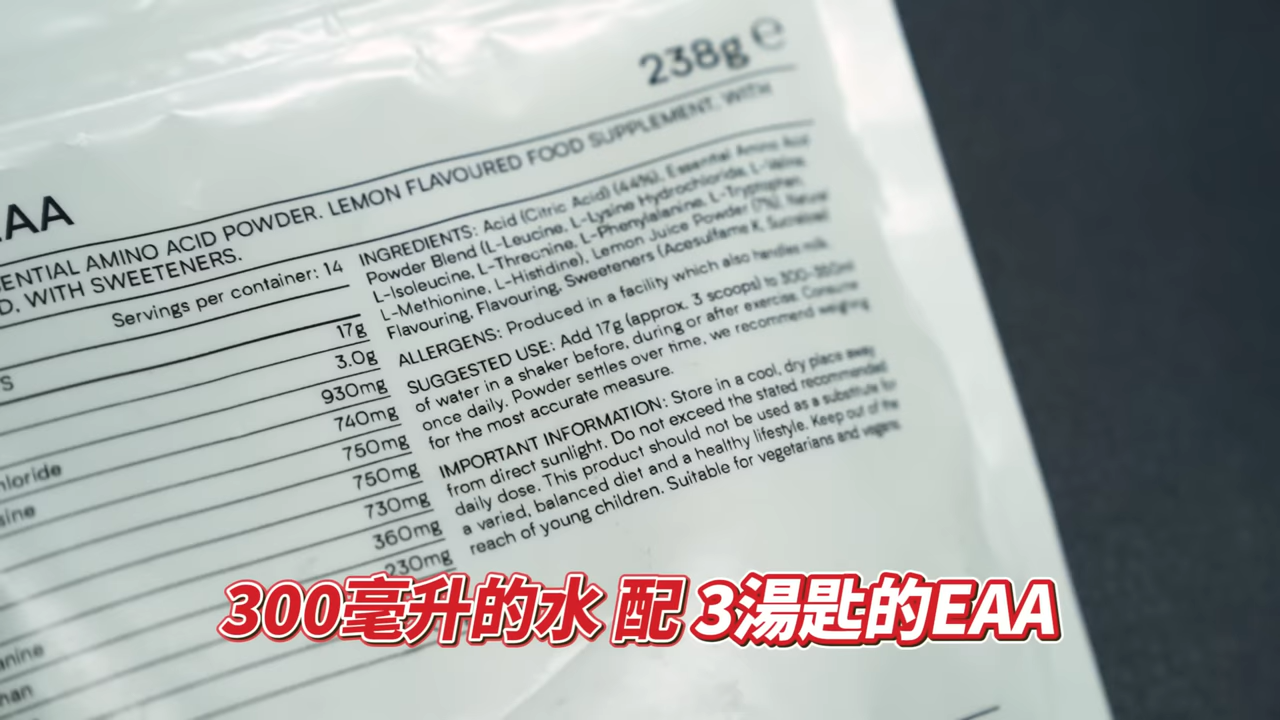 238g ℮
EAA
ENTIAL AMINO ACID POWDER. LEMON FLAVOURED FOOD SUPPLEMENT. WITH
D, WITH SWEETENERS.
Servings per container: 14
17g
3.0g
930mg
740mg
750mg
750mg
730mg
360mg
230mg
INGREDIENTS: Acid (Citric Acid) (44%), Essential Amino Acid
Powder Blend (L-Leucine, L-Lysine Hydrochloride, L-Valine,
L-Isoleucine, L-Threonine, L-Phenylalanine, L-Tryptophan,
L-Methionine, L-Histidine), Lemon Juice Powder (7%), Natural
Flavouring, Flavouring, Sweeteners (Acesulfame K, Sucralose)
ALLERGENS: Produced in a facility which also handles milk.
SUGGESTED USE: Add 17g (approx. 3 scoops) to 300-350ml
of water in a shaker before, during or after exercise. Consume
once daily. Powder settles over time, we recommend weighing
for the most accurate measure.
IMPORTANT INFORMATION: Store in a cool, dry place away
from direct sunlight. Do not exceed the stated recommended
daily dose. This product should not be used as a substitute for
a varied, balanced diet and a healthy lifestyle. Keep out of the
reach of young children. Suitable for vegetarians and vegans.
300毫升的水 配 3湯匙的EAA